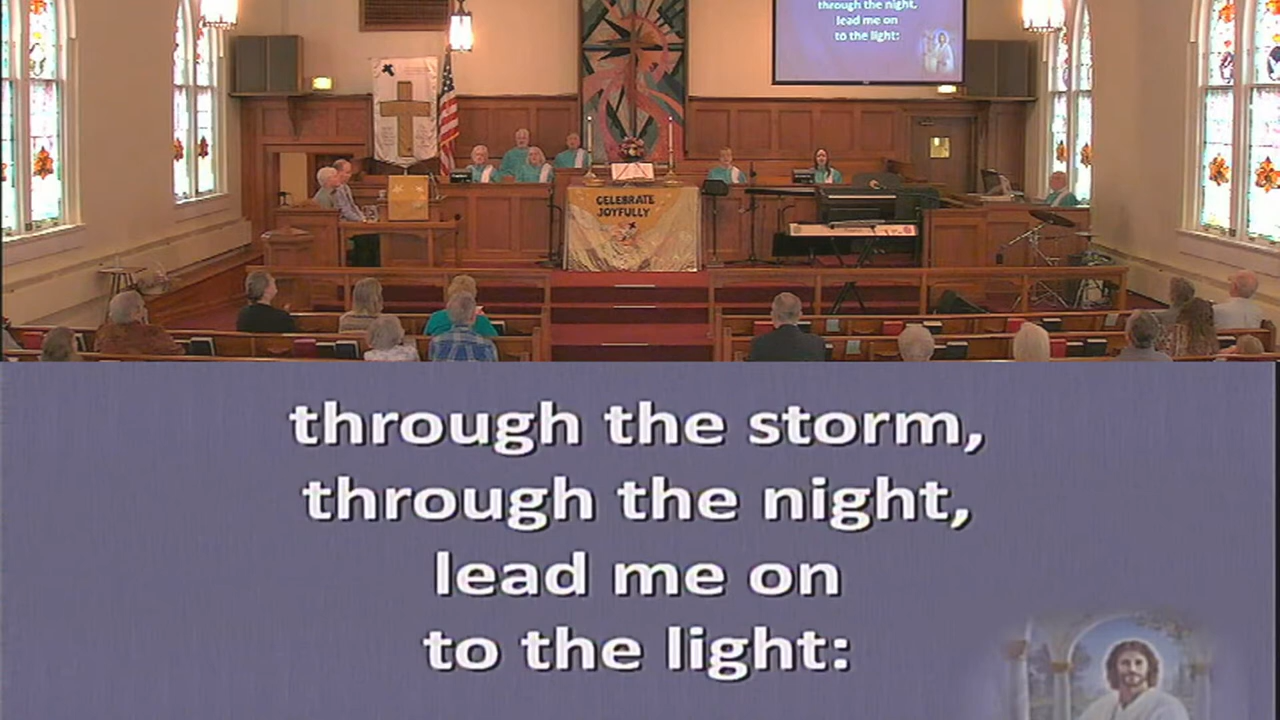 through the night,
lead me on
to the light:
CELEBRATE
JOYFULLY
through the storm,
through the night,
lead me on
to the light: